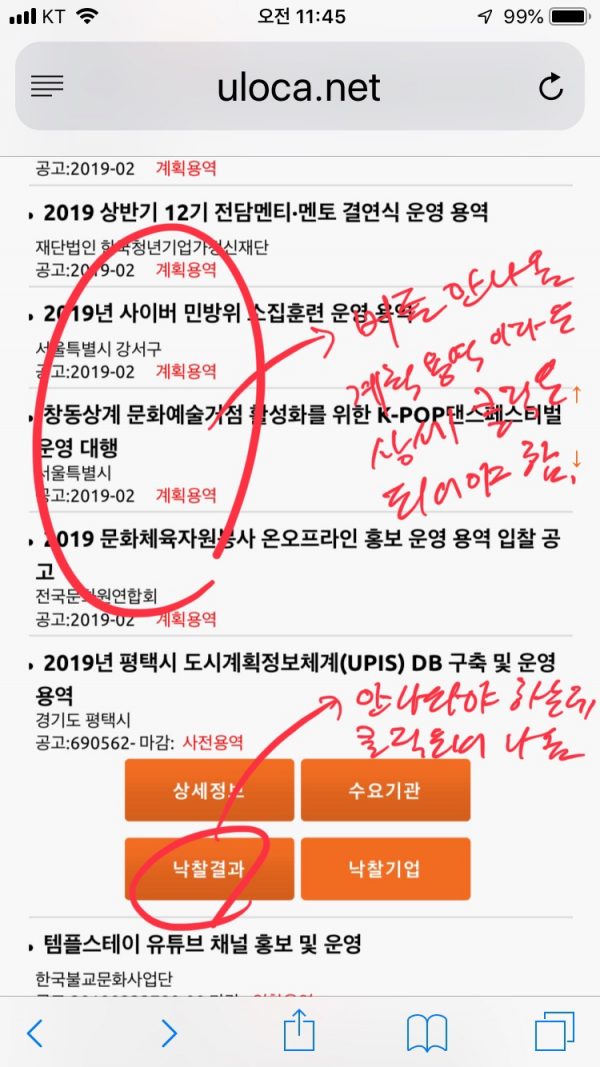 KT 오전 11:45 99%
uloca.net
공고:2019-02 계획용역
2019 상반기 12기 전담멘티·멘토 결연식 운영 용역
재단법인 한국청년기업가정신재단
공고:2019-02 계획용역
2019년 사이버 민방위 소집훈련 운영 용역
버튼 안나옴
서울특별시 강서구
계획 용역 이라는
공고:2019-02 계획용역
창동상계 문화예술거점 활성화를 위한 K-POP댄스페스티벌
상세 클릭은 ↑
운영 대행
서울특별시
되어야 함. ↓
공고:2019-02 계획용역
2019 문화체육자원봉사 온오프라인 홍보 운영 용역 입찰 공
고
전국문화원연합회
공고:2019-02 계획용역
2019년 평택시 도시계획정보체계(UPIS) DB 구축 및 운영
용역
안나와야 하는데
경기도 평택시
공고:690562- 마감: 사전용역
클릭되어 나옴
상세정보 수요기관
낙찰결과 낙찰기업
템플스테이 유튜브 채널 홍보 및 운영
한국불교문화사업단